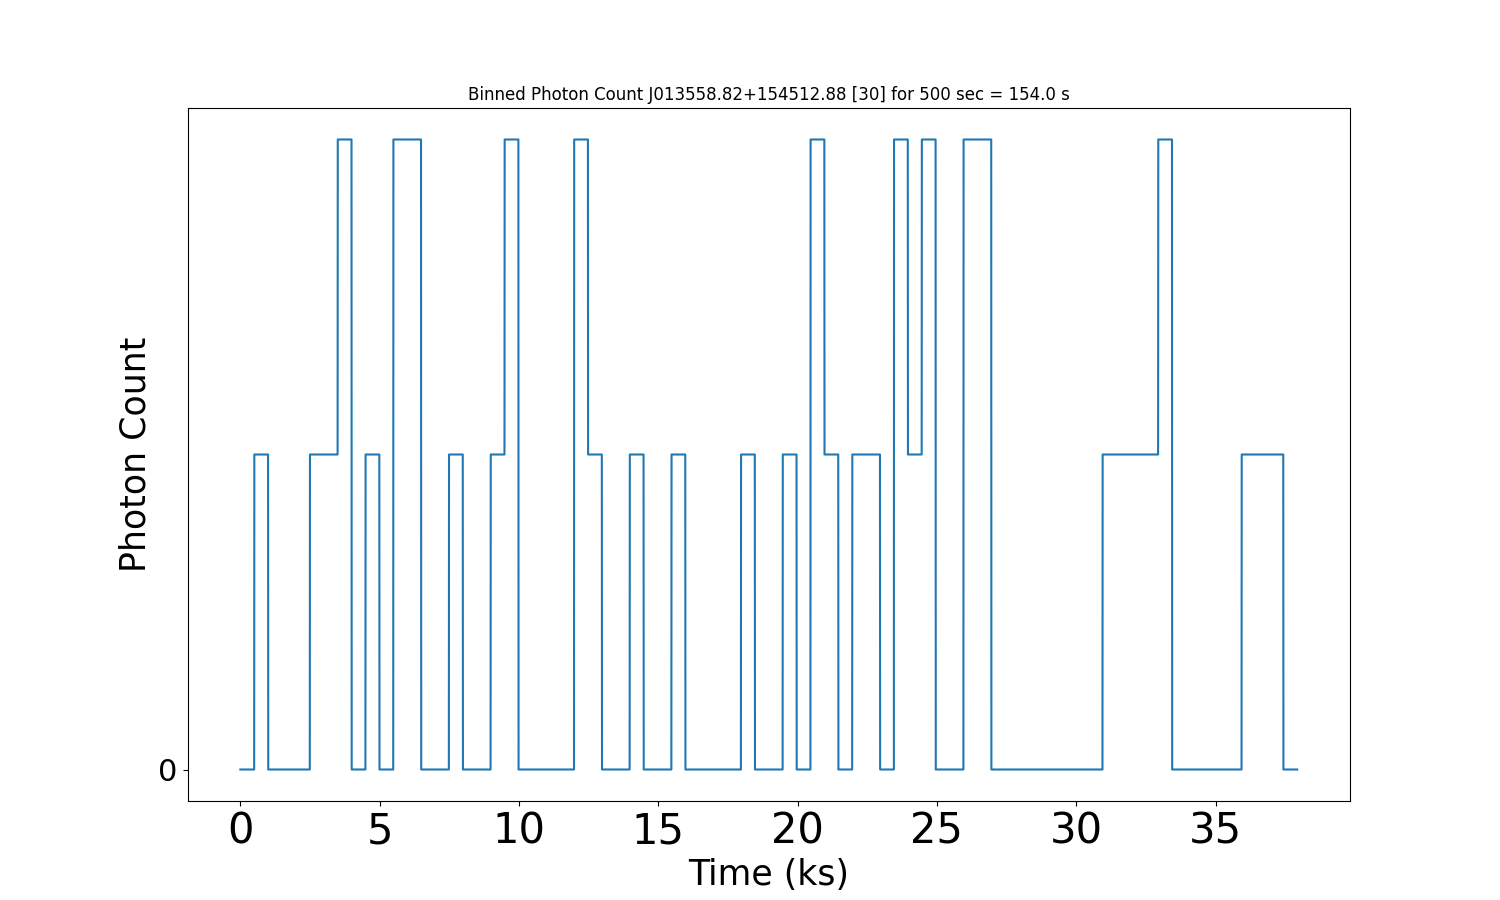 Binned Photon Count J013558.82+154512.88 [30] for 500 sec = 154.0 s
Photon Count
0
0 5 10 15 20 25 30 35
Time (ks)